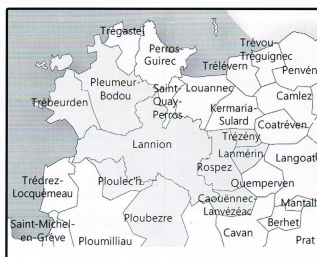 Trégastel
Perros-
Guirec
Trévou-
Tréguignec
Trélévern
Penvén
Pleumeur-
Bodou
Saint-
Quay-
Perros
Louannec
Camlez
Trébeurden
Kermaria-
Sulard
Coatréven
Trézény
Lannion
Lanmérin
Langoat
Rospez
Trédrez-
Locquémeau
Ploulec'h
Quemperven
Caouënnec-
Lanvézéac
Mantall
Ploubezre
Berhet
Saint-Michel-
en-Grève
Cavan
Ploumilliau
Prat